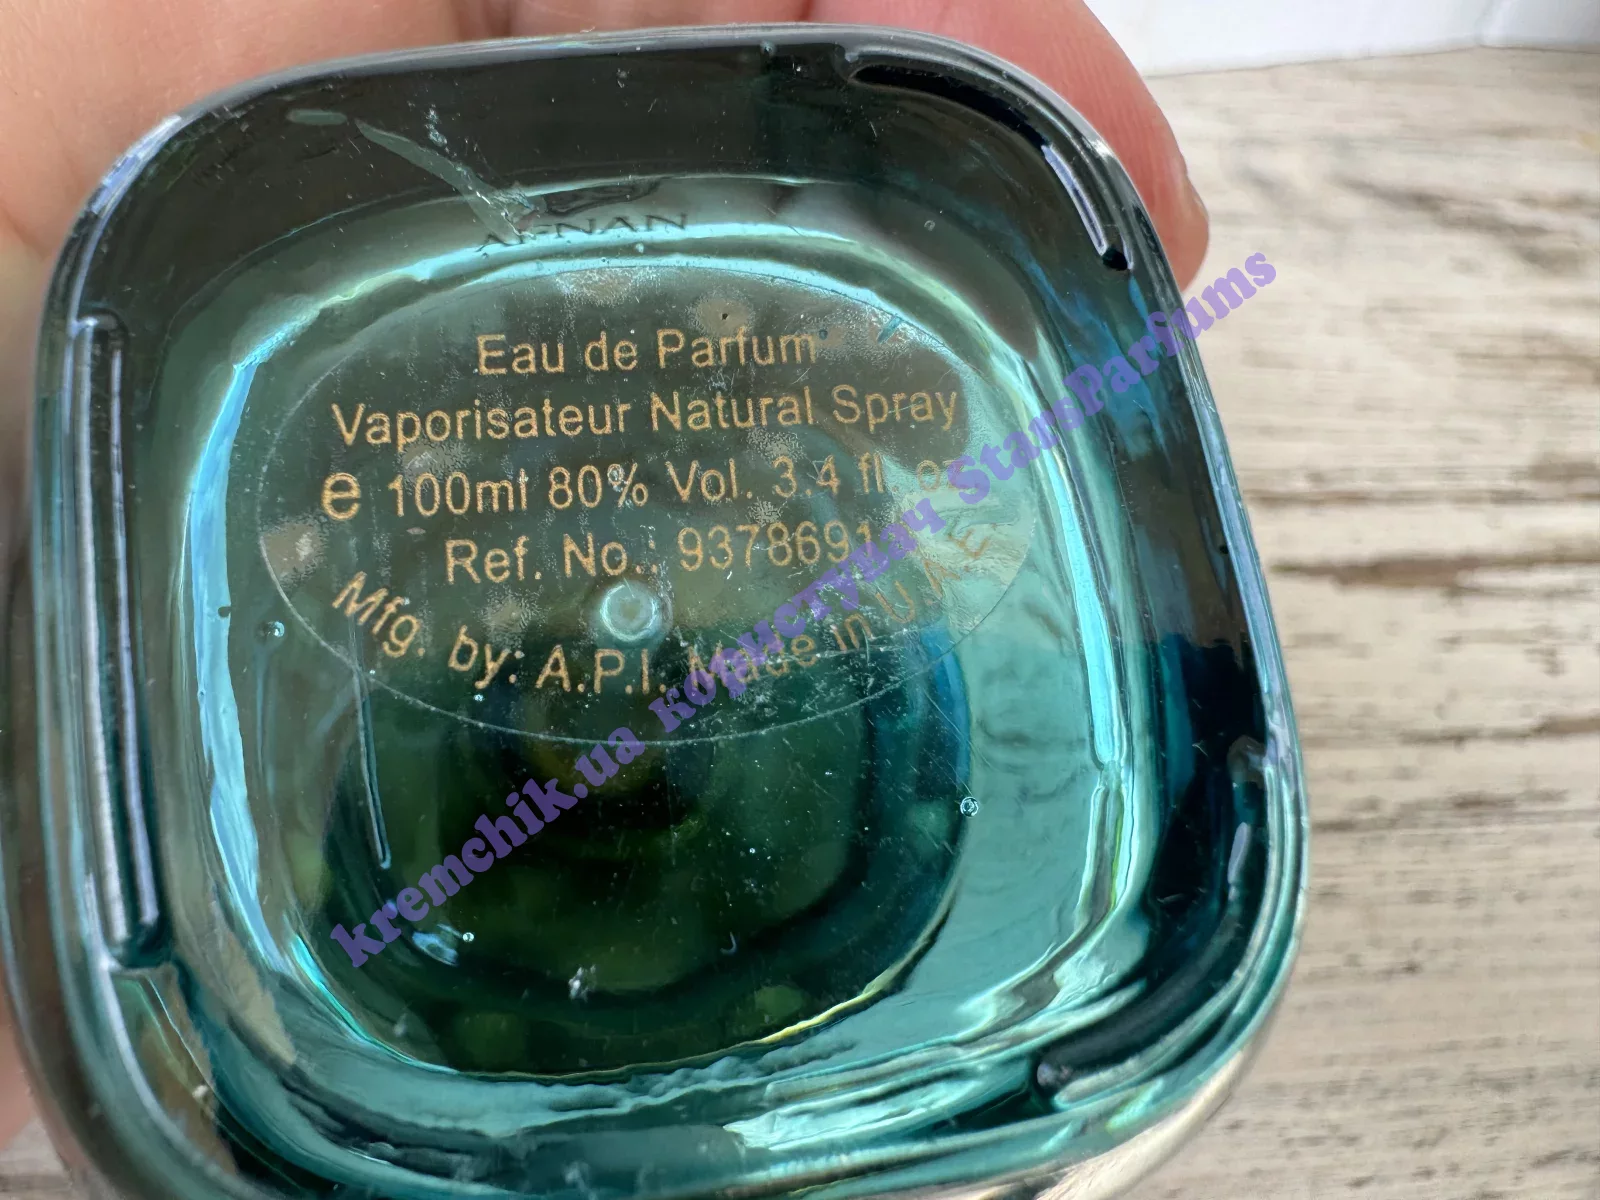 AFNAN
Eau de Parfum
Vaporisateur Natural Spray
e 100ml 80% Vol. 3.4 fl. oz
Ref. No.: 9378691
Mfg. by: A.P.I. Made in U.A.E
kremchik.ua користувач StarsParfums